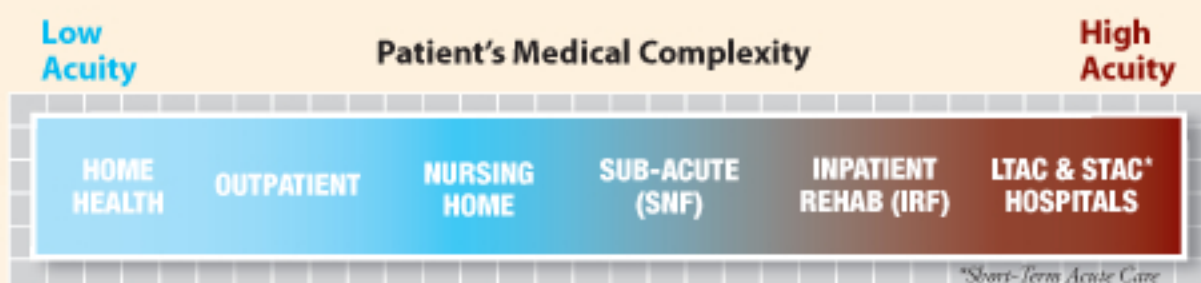 Low
Acuity
Patient's Medical Complexity
High
Acuity
HOME
HEALTH
OUTPATIENT
NURSING
HOME
SUB-ACUTE
(SNF)
INPATIENT
REHAB (IRF)
LTAC & STAC*
HOSPITALS
*Short-Term Acute Care